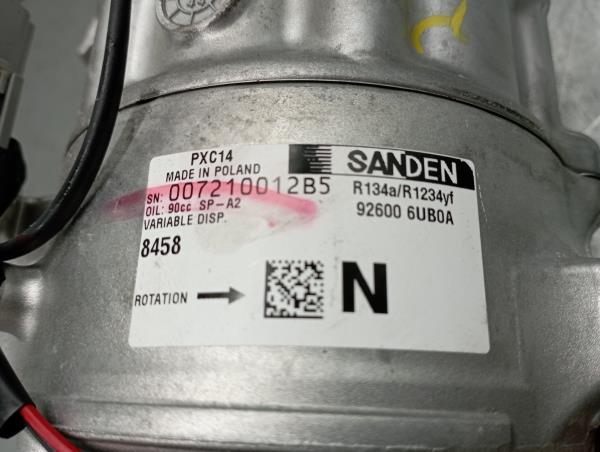 PXC14
MADE IN POLAND
SANDEN
SN: 007210012B5
R134a/R1234yf
OIL: 90cc SP-A2
92600 6UB0A
VARIABLE DISP.
8458
ROTATION
N